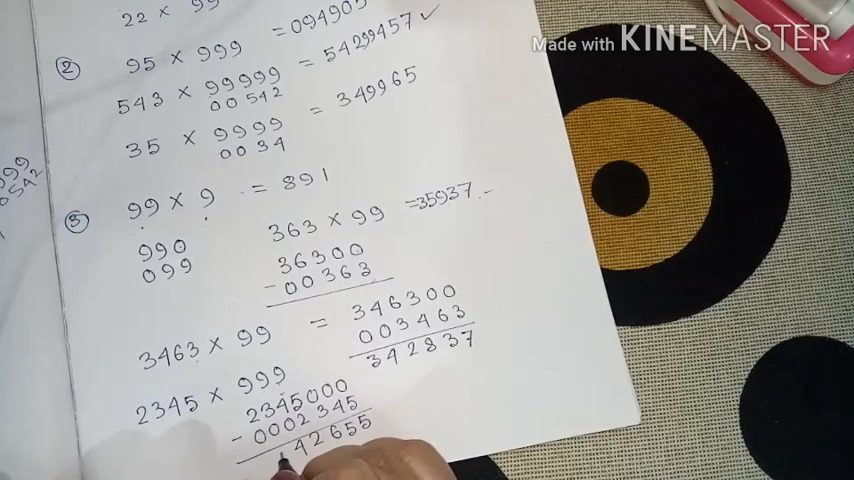 22 × 99
Made with KINEMASTER
② 95 × 999 = 094905
543 × 99999 = 54299457 ✓
00542
35 × 9999 = 349965
0034
③ 99 × 9 = 891
990
099
363 × 99 = 35937
36300
- 00363
3463 × 99 = 346300
003463
342837
2345 × 999
2345000
- 0002345
42655